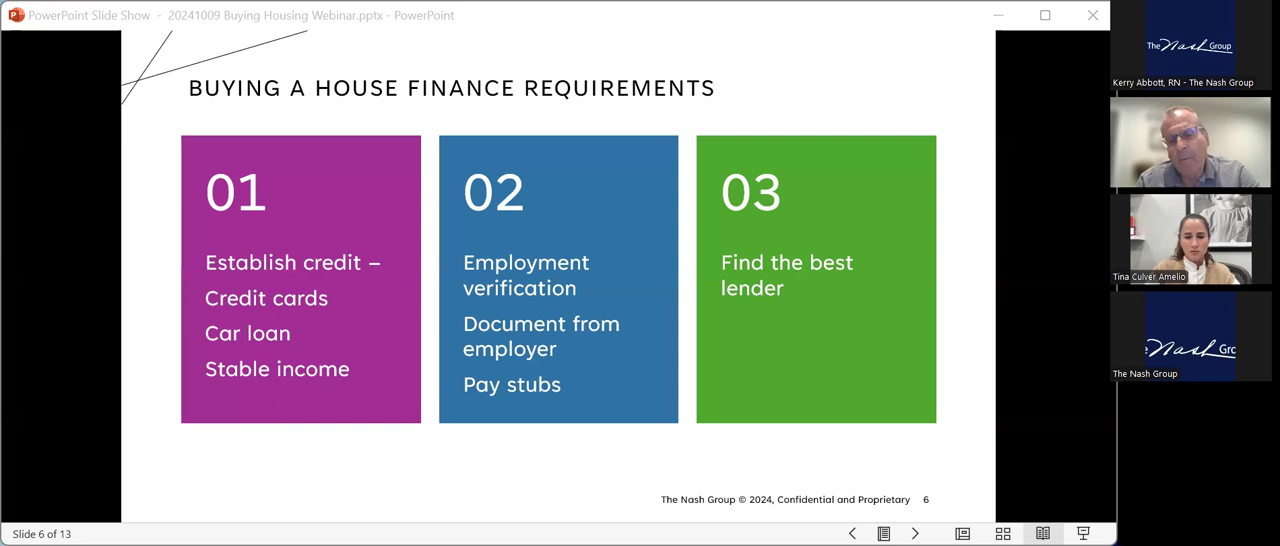 PowerPoint Slide Show - 20241009 Buying Housing Webinar.pptx - PowerPoint
BUYING A HOUSE FINANCE REQUIREMENTS
01
Establish credit –
Credit cards
Car loan
Stable income
02
Employment
verification
Document from
employer
Pay stubs
03
Find the best
lender
The Nash Group © 2024, Confidential and Proprietary 6
Slide 6 of 13
The Nash Group
Kerry Abbott, RN - The Nash Group
Tina Culver Amelio
e Nash Grc
The Nash Group